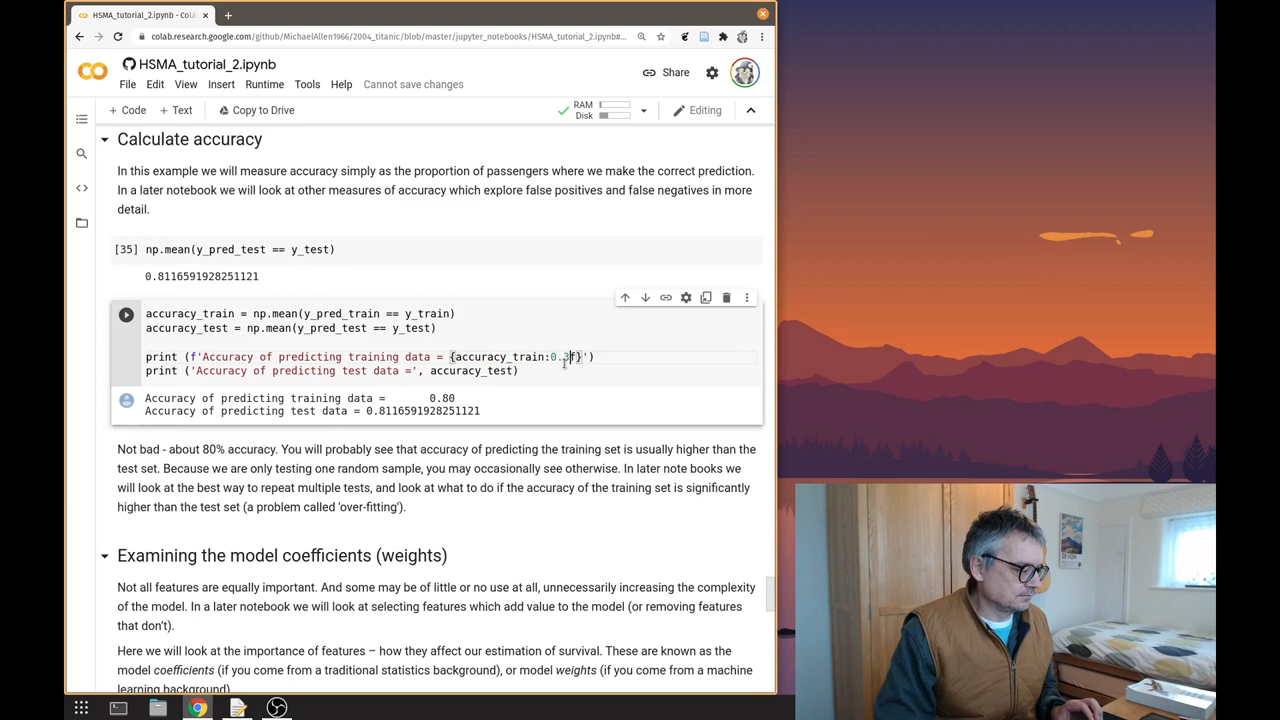 HSMA_tutorial_2.ipynb - Cola
colab.research.google.com/github/MichaelAllen1966/2004_titanic/blob/master/jupyter_notebooks/HSMA_tutorial_2.ipynb#...
HSMA_tutorial_2.ipynb
Share
File Edit View Insert Runtime Tools Help Cannot save changes
+ Code + Text Copy to Drive RAM Disk Editing
Calculate accuracy
In this example we will measure accuracy simply as the proportion of passengers where we make the correct prediction.
In a later notebook we will look at other measures of accuracy which explore false positives and false negatives in more
detail.
[35] np.mean(y_pred_test == y_test)
0.8116591928251121
accuracy_train = np.mean(y_pred_train == y_train)
accuracy_test = np.mean(y_pred_test == y_test)
print (f'Accuracy of predicting training data = {accuracy_train:0.3f}')
print ('Accuracy of predicting test data =', accuracy_test)
Accuracy of predicting training data = 0.80
Accuracy of predicting test data = 0.8116591928251121
Not bad - about 80% accuracy. You will probably see that accuracy of predicting the training set is usually higher than the
test set. Because we are only testing one random sample, you may occasionally see otherwise. In later note books we
will look at the best way to repeat multiple tests, and look at what to do if the accuracy of the training set is significantly
higher than the test set (a problem called 'over-fitting').
Examining the model coefficients (weights)
Not all features are equally important. And some may be of little or no use at all, unnecessarily increasing the complexity
of the model. In a later notebook we will look at selecting features which add value to the model (or removing features
that don't).
Here we will look at the importance of features – how they affect our estimation of survival. These are known as the
model coefficients (if you come from a traditional statistics background), or model weights (if you come from a machine
learning background)
DEVON